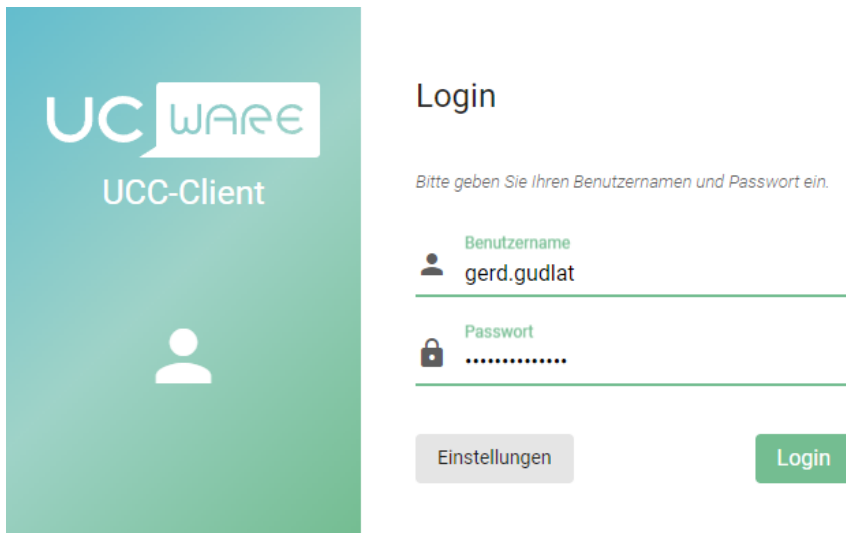 UC WARE
UCC-Client
Login
Bitte geben Sie Ihren Benutzernamen und Passwort ein.
Benutzername
gerd.gudlat
Passwort
••••••••••••••
Einstellungen
Login